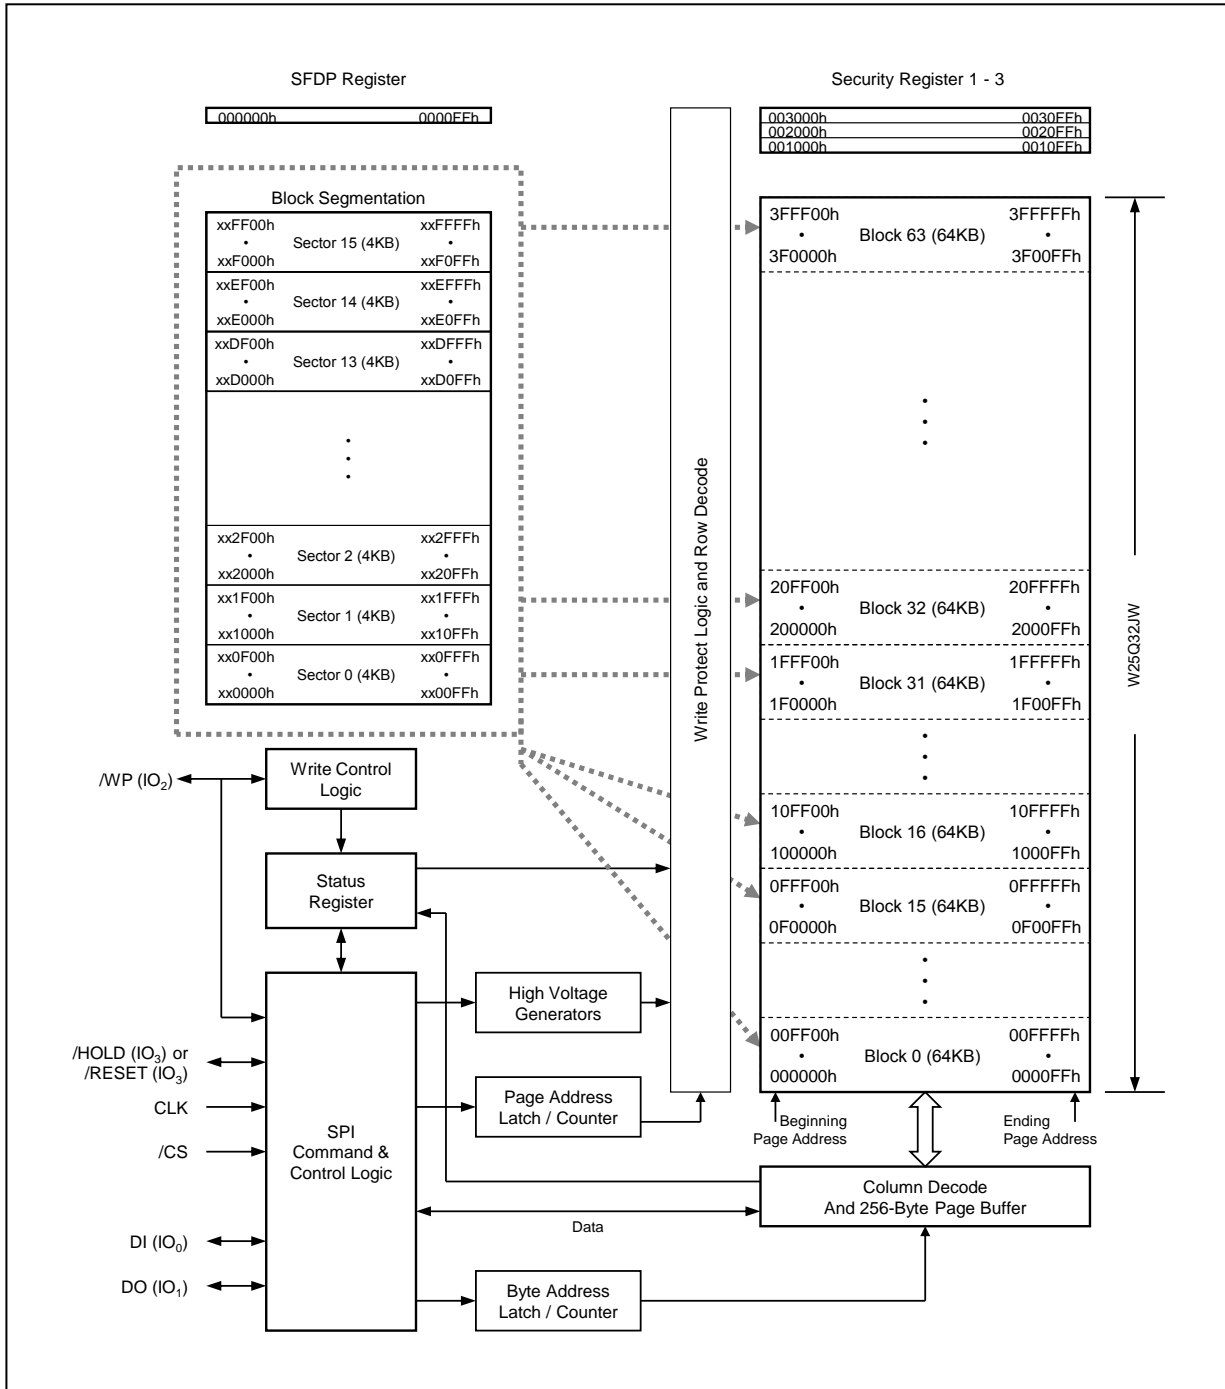 SFDP Register
000000h 0000FFh
Block Segmentation
xxFF00h xxFFFFh
• Sector 15 (4KB) •
xxF000h xxF0FFh
xxEF00h xxEFFFh
• Sector 14 (4KB) •
xxE000h xxE0FFh
xxDF00h xxDFFFh
• Sector 13 (4KB) •
xxD000h xxD0FFh
xx2F00h xx2FFFh
• Sector 2 (4KB) •
xx2000h xx20FFh
xx1F00h xx1FFFh
• Sector 1 (4KB) •
xx1000h xx10FFh
xx0F00h xx0FFFh
• Sector 0 (4KB) •
xx0000h xx00FFh
Write Protect Logic and Row Decode
Security Register 1 - 3
003000h 0030FFh
002000h 0020FFh
001000h 0010FFh
3FFF00h 3FFFFFh
• Block 63 (64KB) •
3F0000h 3F00FFh
20FF00h 20FFFFh
• Block 32 (64KB) •
200000h 2000FFh
1FFF00h 1FFFFFh
• Block 31 (64KB) •
1F0000h 1F00FFh
10FF00h 10FFFFh
• Block 16 (64KB) •
100000h 1000FFh
0FFF00h 0FFFFFh
• Block 15 (64KB) •
0F0000h 0F00FFh
00FF00h 00FFFFh
• Block 0 (64KB) •
000000h 0000FFh
W25Q32JW
Beginning
Page Address
Ending
Page Address
/WP (IO2)
Write Control
Logic
Status
Register
High Voltage
Generators
/HOLD (IO3) or
/RESET (IO3)
CLK
/CS
DI (IO0)
DO (IO1)
SPI
Command &
Control Logic
Page Address
Latch / Counter
Column Decode
And 256-Byte Page Buffer
Data
Byte Address
Latch / Counter